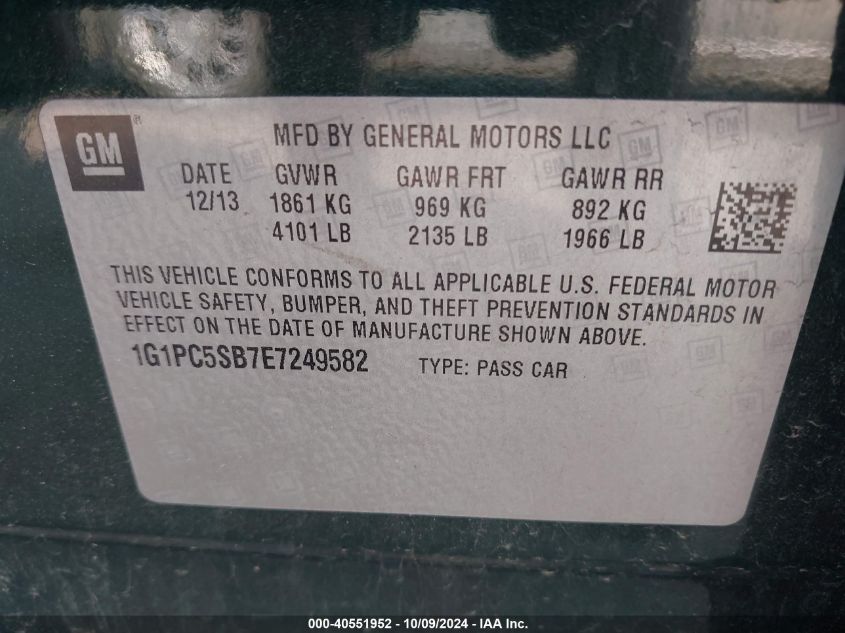 GM
MFD BY GENERAL MOTORS LLC
DATE GVWR GAWR FRT GAWR RR
12/13 1861 KG 969 KG 892 KG
4101 LB 2135 LB 1966 LB
THIS VEHICLE CONFORMS TO ALL APPLICABLE U.S. FEDERAL MOTOR
VEHICLE SAFETY, BUMPER, AND THEFT PREVENTION STANDARDS IN
EFFECT ON THE DATE OF MANUFACTURE SHOWN ABOVE.
1G1PC5SB7E7249582 TYPE: PASS CAR
000-40551952 - 10/09/2024 - IAA Inc.